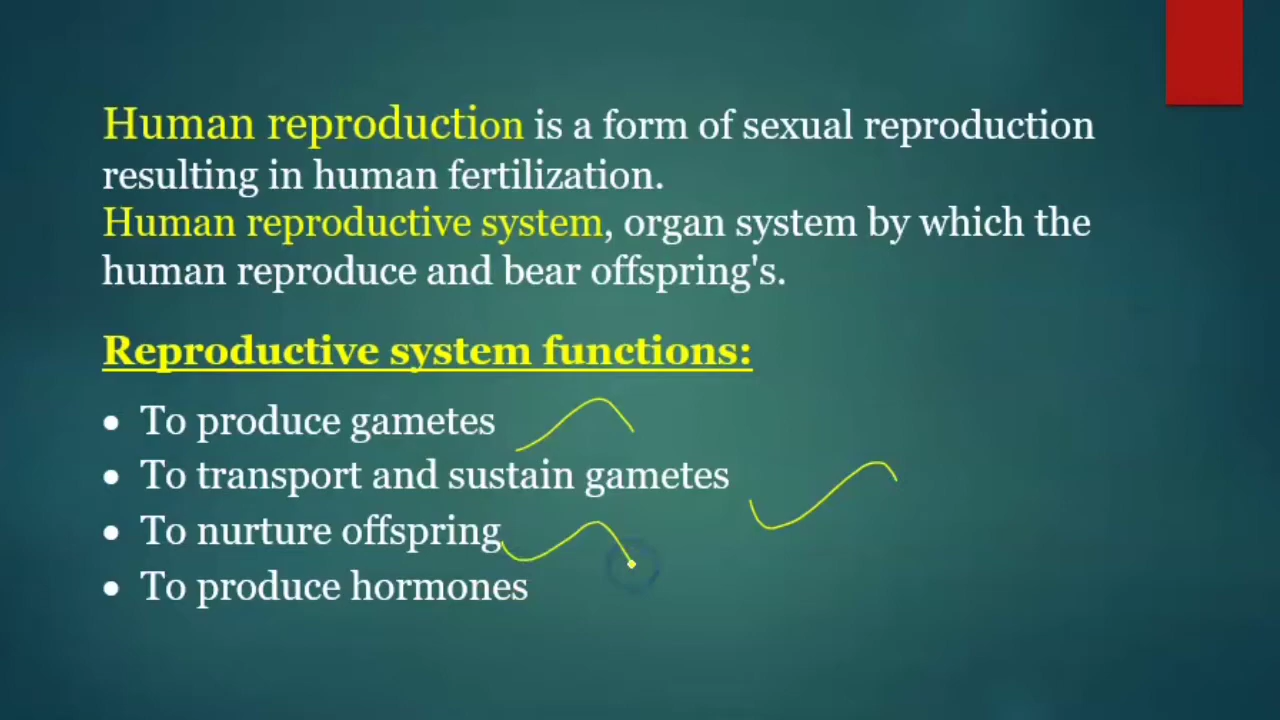 Human reproduction is a form of sexual reproduction
resulting in human fertilization.
Human reproductive system, organ system by which the
human reproduce and bear offspring's.
Reproductive system functions:
• To produce gametes
• To transport and sustain gametes
• To nurture offspring
• To produce hormones